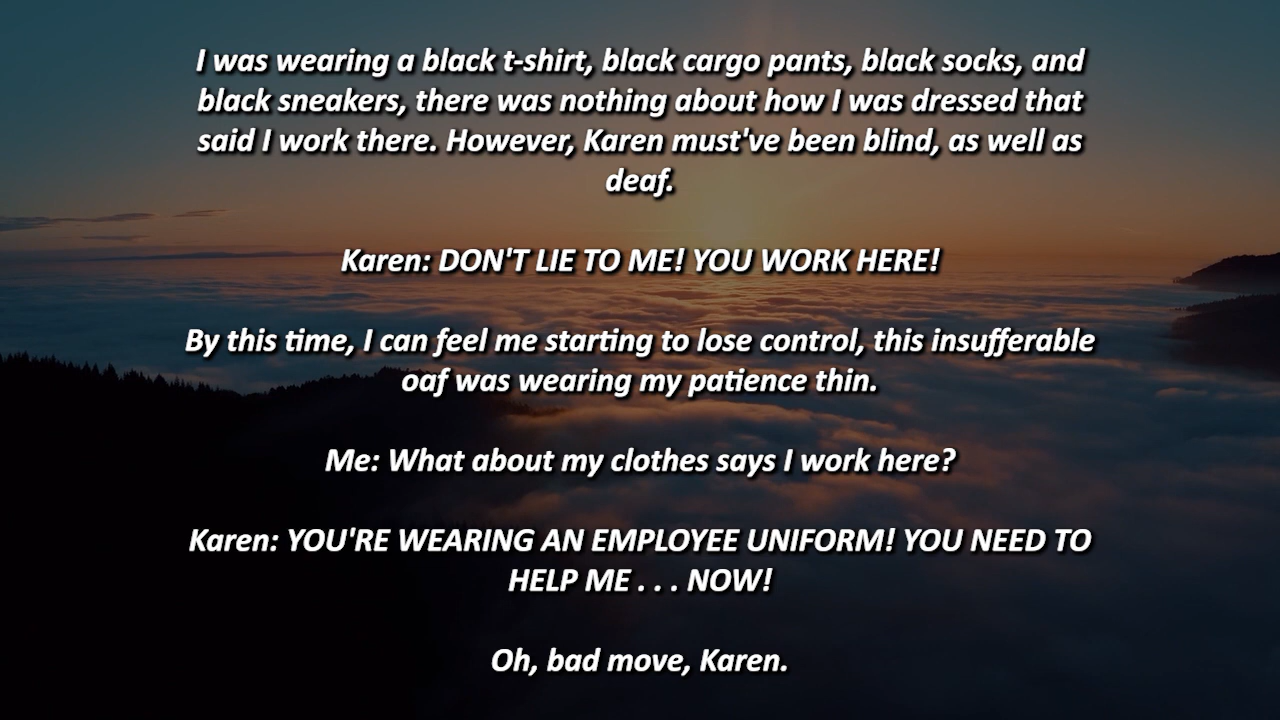 I was wearing a black t-shirt, black cargo pants, black socks, and
black sneakers, there was nothing about how I was dressed that
said I work there. However, Karen must've been blind, as well as
deaf.
Karen: DON'T LIE TO ME! YOU WORK HERE!
By this time, I can feel me starting to lose control, this insufferable
oaf was wearing my patience thin.
Me: What about my clothes says I work here?
Karen: YOU'RE WEARING AN EMPLOYEE UNIFORM! YOU NEED TO
HELP ME . . . NOW!
Oh, bad move, Karen.